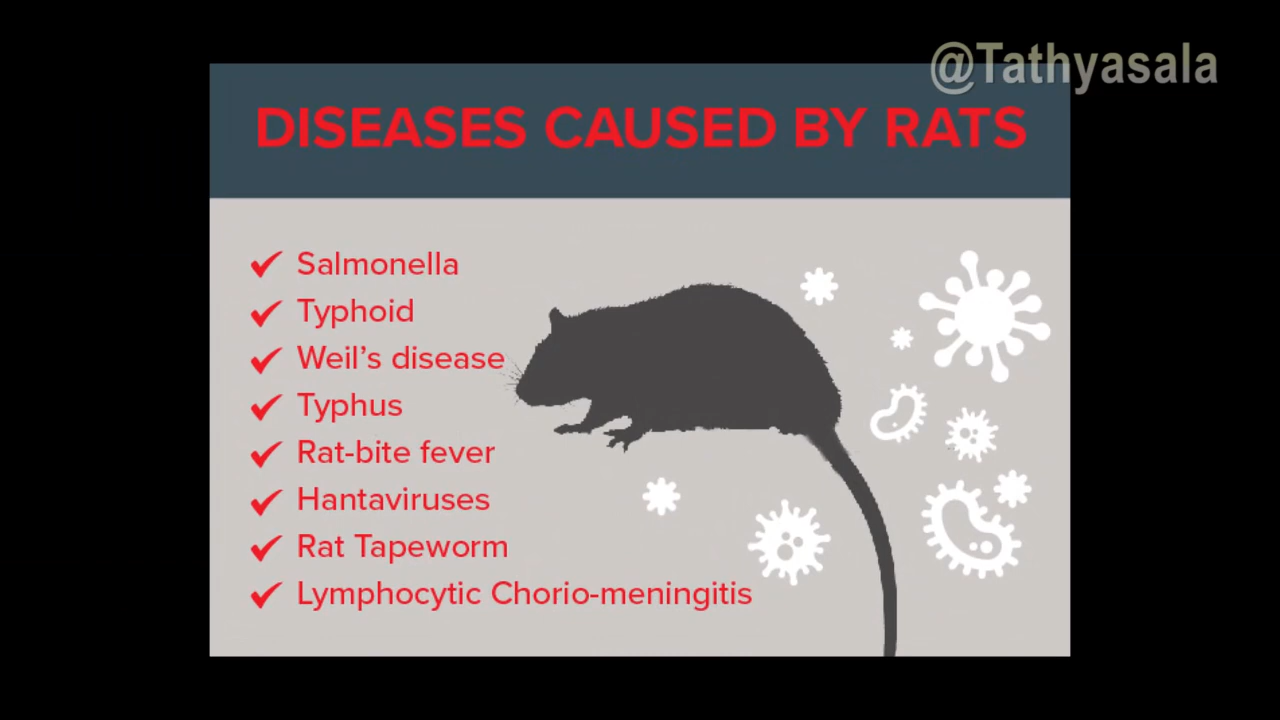 @Tathyasala
DISEASES CAUSED BY RATS
Salmonella
Typhoid
Weil's disease
Typhus
Rat-bite fever
Hantaviruses
Rat Tapeworm
Lymphocytic Chorio-meningitis